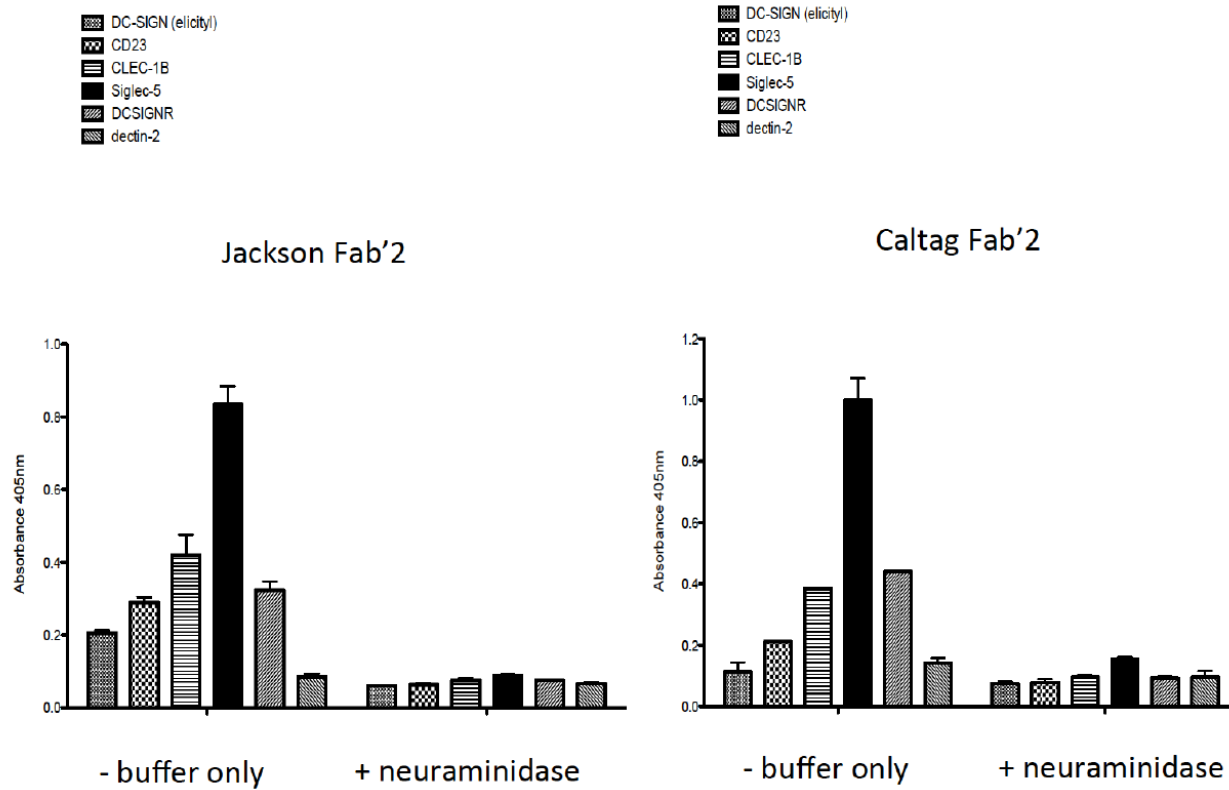 DC-SIGN (elicityl)
CD23
CLEC-1B
Siglec-5
DCSIGNR
dectin-2
Jackson Fab'2
Absorbance 405nm
1.0
0.8
0.6
0.4
0.2
0.0
- buffer only
+ neuraminidase
DC-SIGN (elicityl)
CD23
CLEC-1B
Siglec-5
DCSIGNR
dectin-2
Caltag Fab'2
Absorbance 405nm
1.2
1.0
0.8
0.6
0.4
0.2
0.0
- buffer only
+ neuraminidase